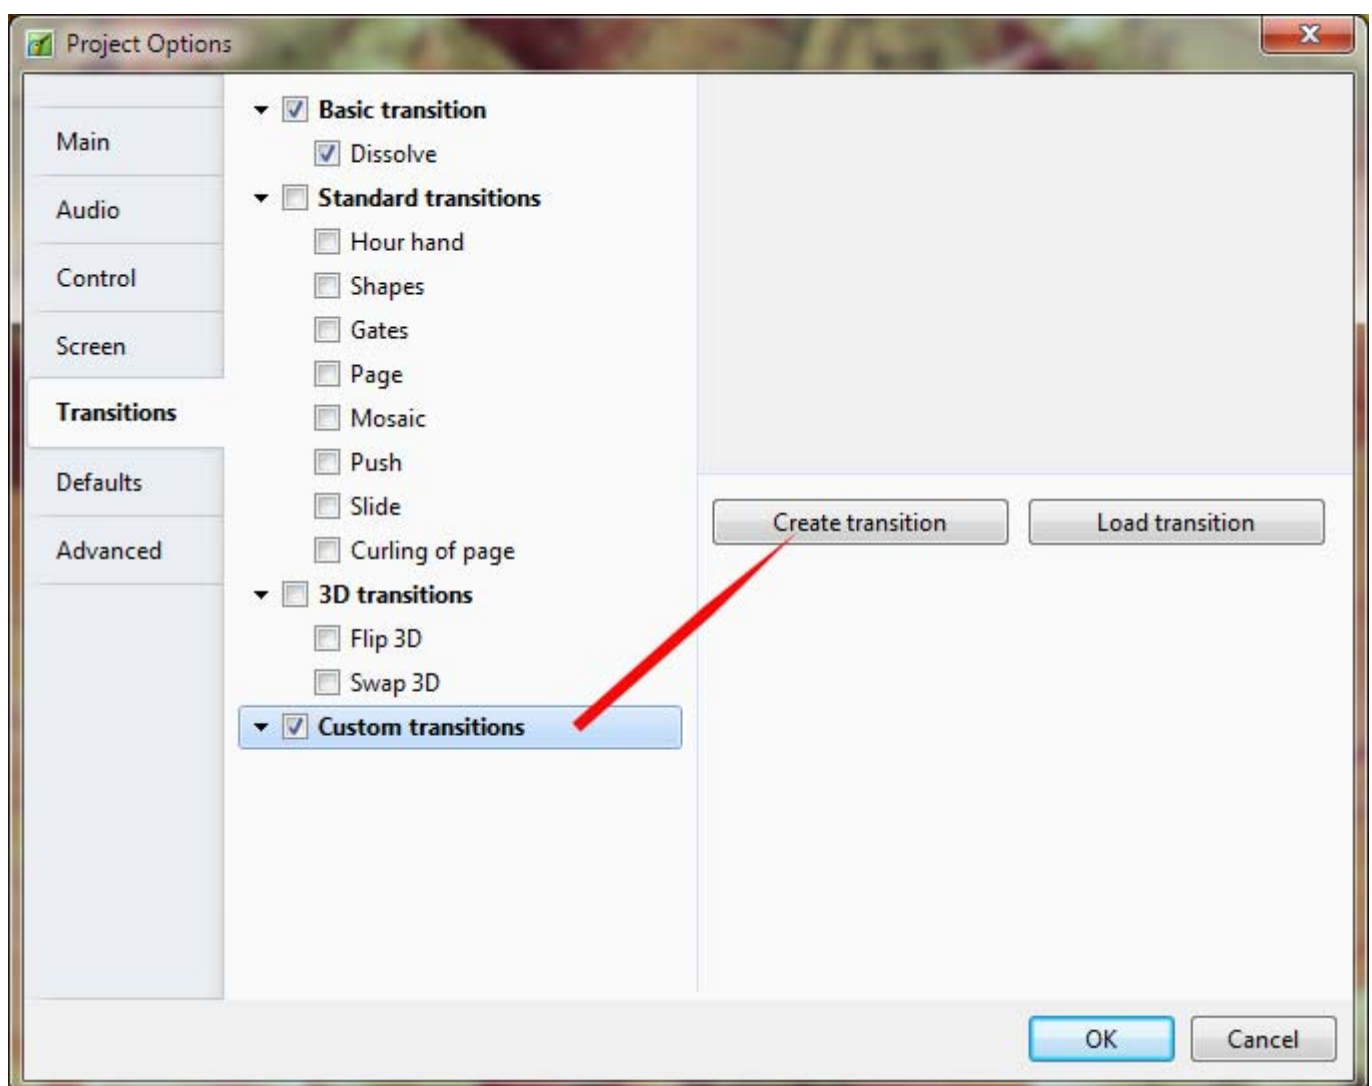 Project Options
Main
Audio
Control
Screen
Transitions
Defaults
Advanced
Basic transition
Dissolve
Standard transitions
Hour hand
Shapes
Gates
Page
Mosaic
Push
Slide
Curling of page
3D transitions
Flip 3D
Swap 3D
Custom transitions
Create transition
Load transition
OK
Cancel